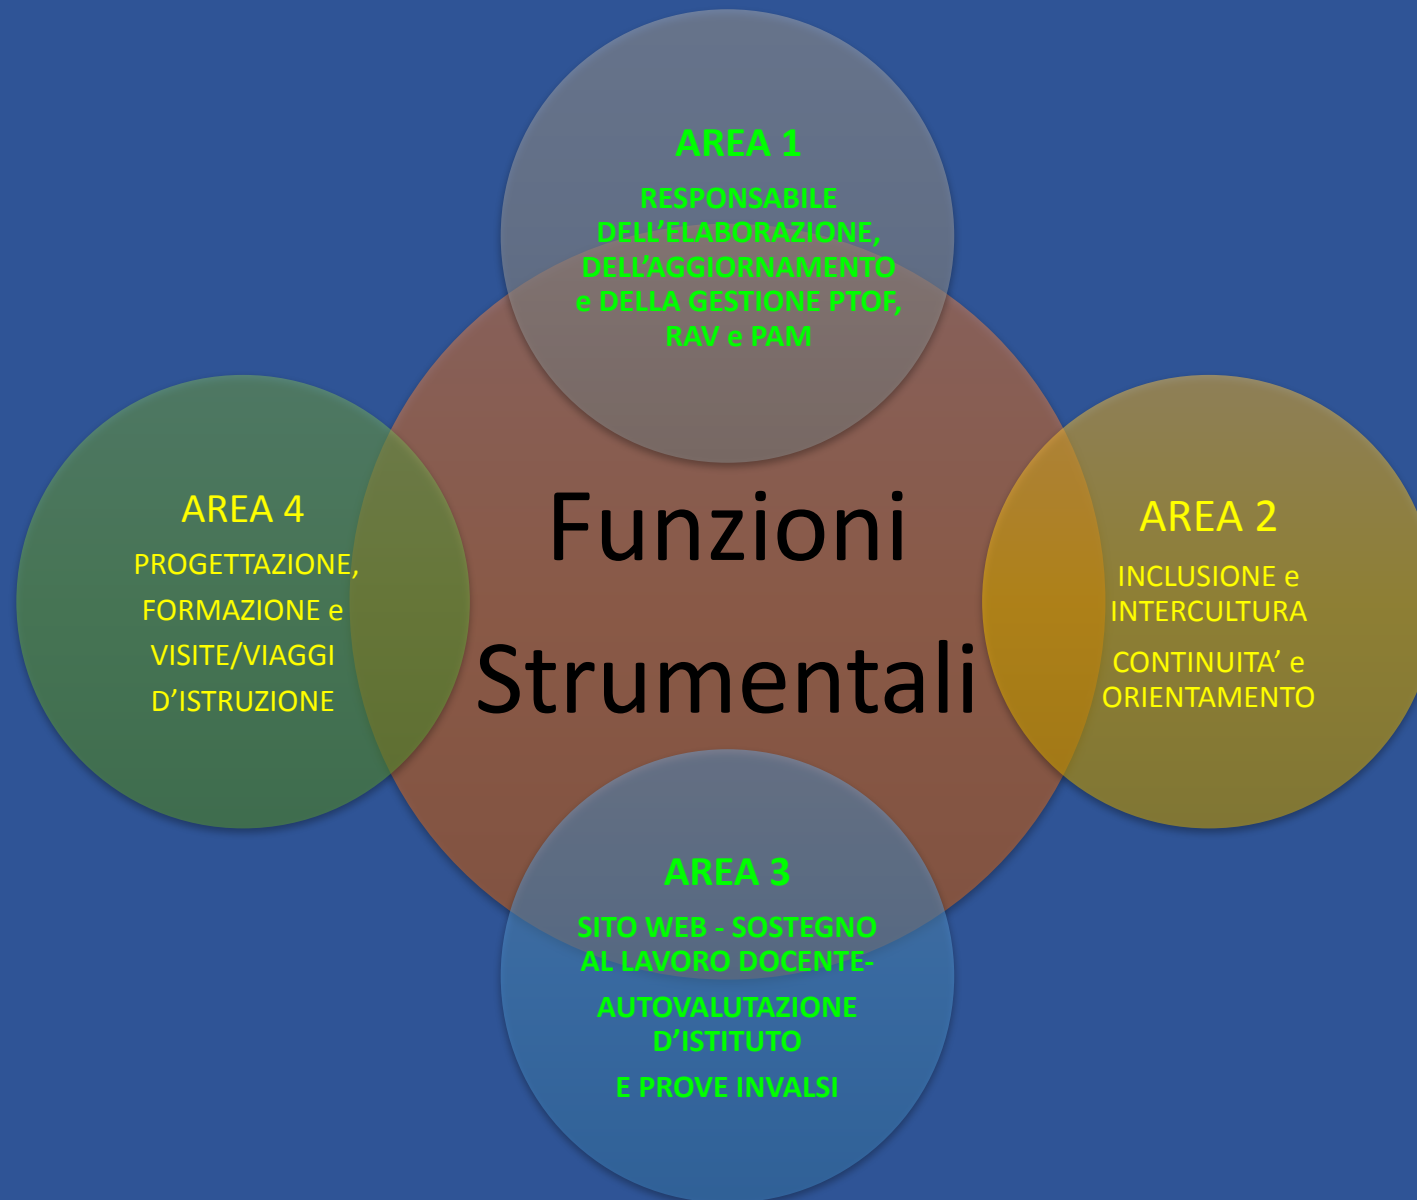 AREA 1
RESPONSABILE
DELL’ELABORAZIONE,
DELL’AGGIORNAMENTO
e DELLA GESTIONE PTOF,
RAV e PAM
Funzioni
Strumentali
AREA 2
INCLUSIONE e
INTERCULTURA
CONTINUITA’ e
ORIENTAMENTO
AREA 3
SITO WEB - SOSTEGNO
AL LAVORO DOCENTE-
AUTOVALUTAZIONE
D’ISTITUTO
E PROVE INVALSI
AREA 4
PROGETTAZIONE,
FORMAZIONE e
VISITE/VIAGGI
D’ISTRUZIONE